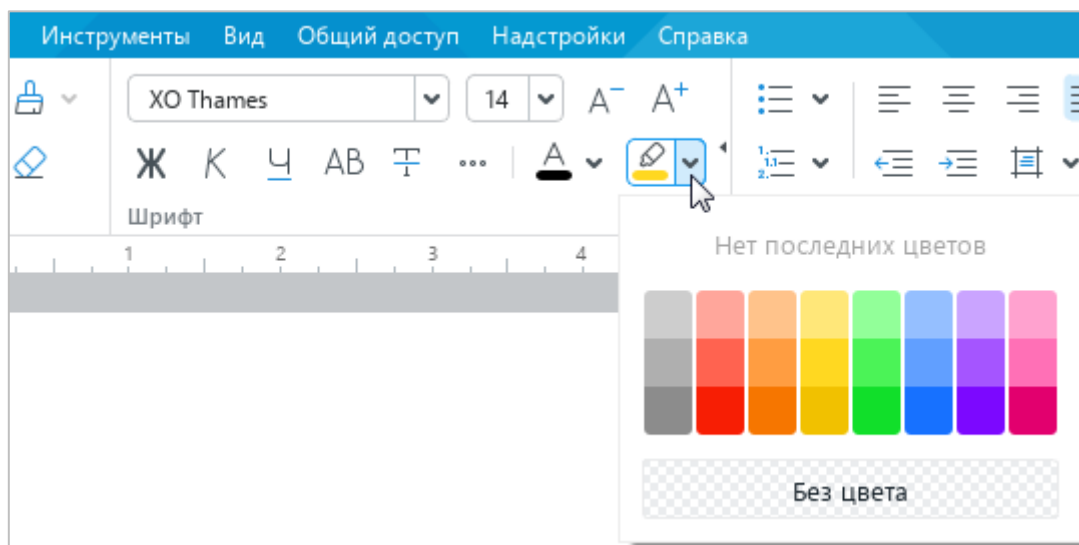 Инструменты Вид Общий доступ Надстройки Справка
XO Thames 14 A− A+
Ж К Ч АВ Т A
Шрифт
1 2 3 4
Нет последних цветов
Без цвета